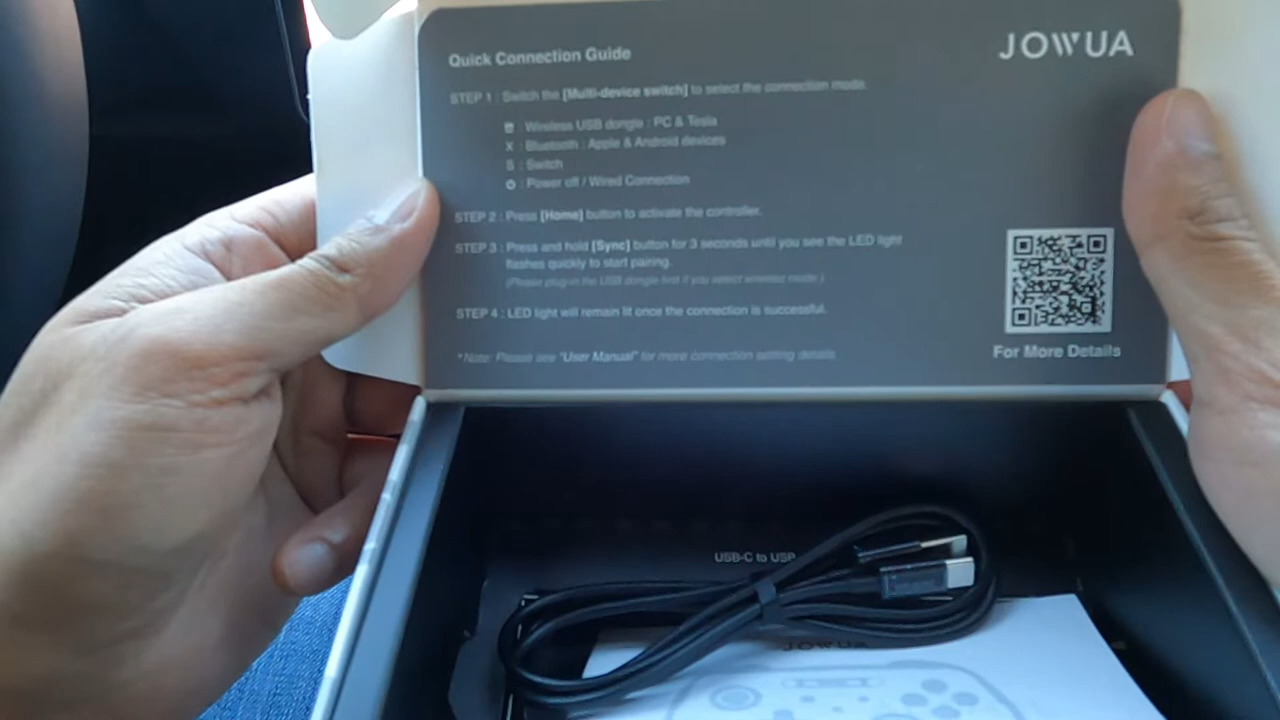 JOWUA
Quick Connection Guide
STEP 1 : Switch the [Multi-device switch] to select the connection mode.
: Wireless USB dongle : PC & Tesla
X : Bluetooth : Apple & Android devices
S : Switch
: Power off / Wired Connection
STEP 2 : Press [Home] button to activate the controller.
STEP 3 : Press and hold [Sync] button for 3 seconds until you see the LED light
flashes quickly to start pairing.
(Please plug-in the USB dongle first if you select wireless mode.)
STEP 4 : LED light will remain lit once the connection is successful.
*Note: Please see "User Manual" for more connection setting details
For More Details
USB-C to USB
JOWUA